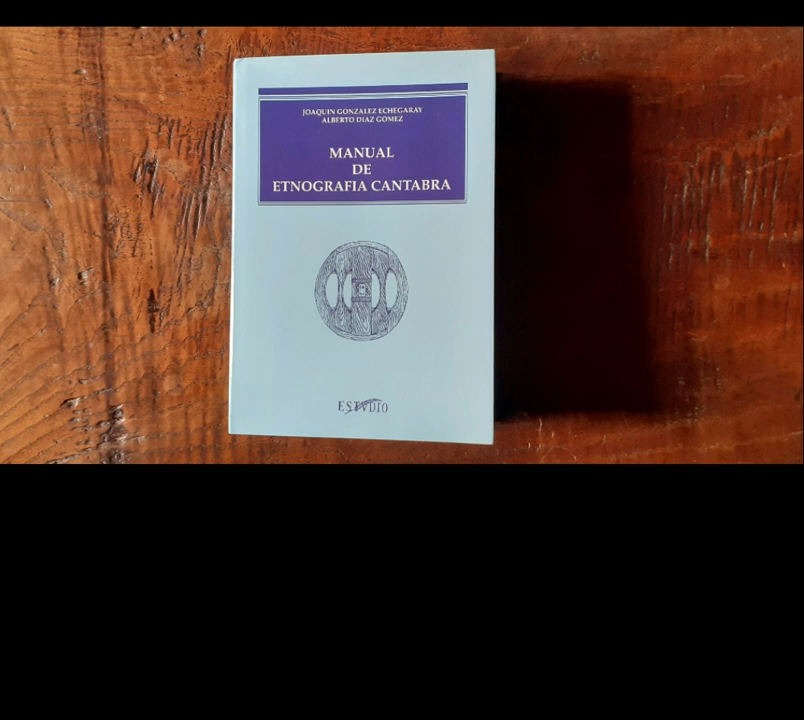 JOAQUIN GONZALEZ ECHEGARAY
ALBERTO DIAZ GOMEZ
MANUAL
DE
ETNOGRAFIA CANTABRA
ESTVDIO